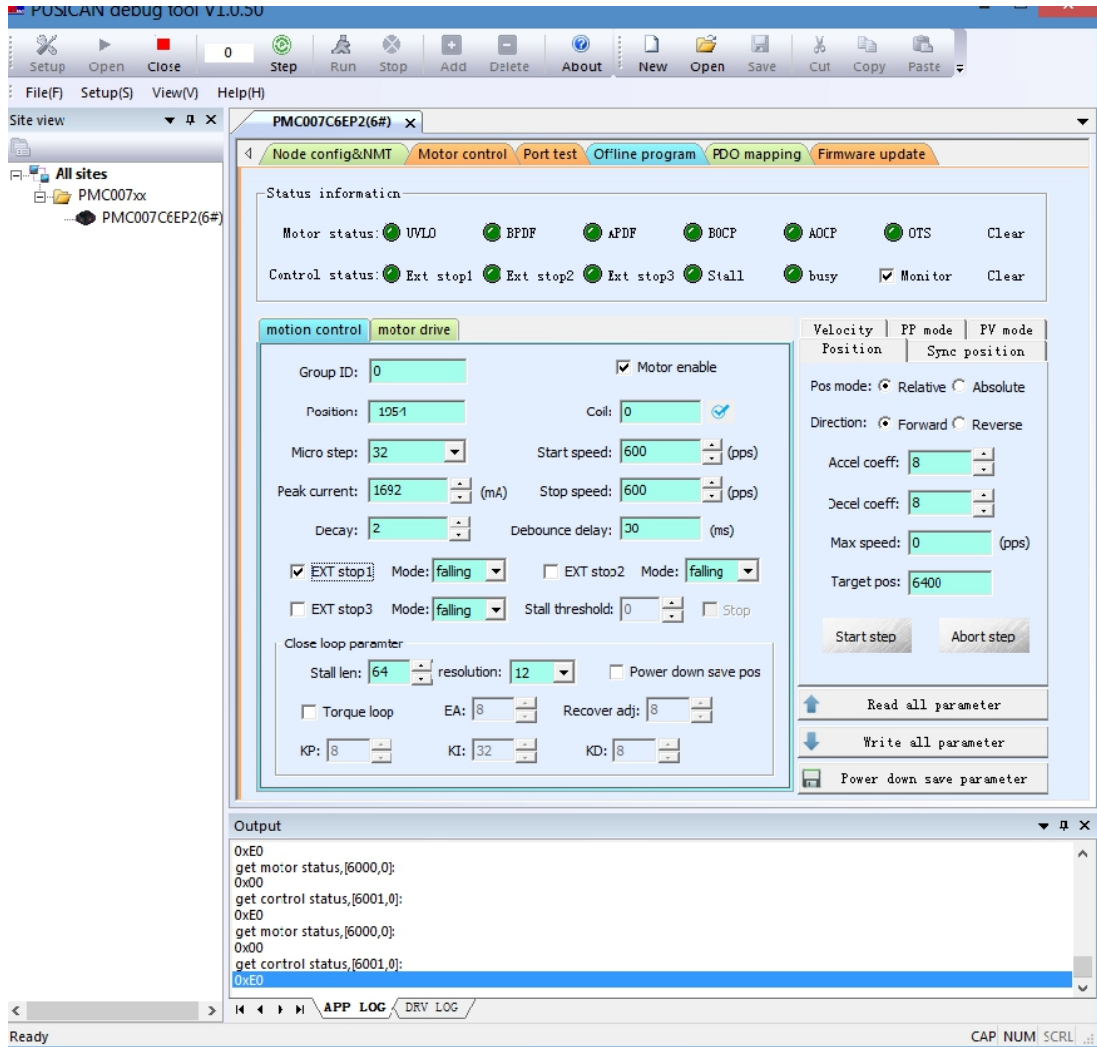 PUSICAN debug tool V1.0.50
Setup Open Close 0 Step Run Stop Add Delete About New Open Save Cut Copy Paste
File(F) Setup(S) View(V) Help(H)
Site view
PMC007C6EP2(6#)
All sites
PMC007xx
PMC007C6EP2(6#)
Node config&NMT Motor control Port test Offline program PDO mapping Firmware update
Status information
Motor status: UVLO BPDF APDF BOCP AOCP OTS Clear
Control status: Ext stop1 Ext stop2 Ext stop3 Stall busy Monitor Clear
motion control motor drive
Group ID: 0 Motor enable
Position: 1954 Coil: 0
Micro step: 32 Start speed: 600 (pps)
Peak current: 1692 (mA) Stop speed: 600 (pps)
Decay: 2 Debounce delay: 30 (ms)
EXT stop1 Mode: falling EXT stop2 Mode: falling
EXT stop3 Mode: falling Stall threshold: 0 Stop
Close loop paramter
Stall len: 64 resolution: 12 Power down save pos
Torque loop EA: 8 Recover adj: 8
KP: 8 KI: 32 KD: 8
Velocity PP mode PV mode
Position Sync position
Pos mode: Relative Absolute
Direction: Forward Reverse
Accel coeff: 8
Decel coeff: 8
Max speed: 0 (pps)
Target pos: 6400
Start step Abort step
Read all parameter
Write all parameter
Power down save parameter
Output
0xE0
get motor status,[6000,0]:
0x00
get control status,[6001,0]:
0xE0
get motor status,[6000,0]:
0x00
get control status,[6001,0]:
0xE0
APP LOG DRV LOG
Ready CAP NUM SCRL